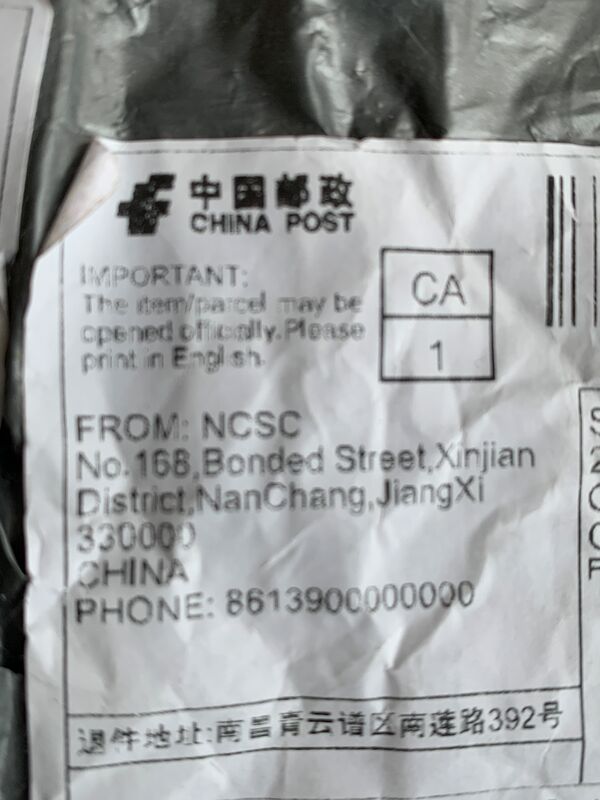 中国邮政
CHINA POST
IMPORTANT:
The item/parcel may be
opened officially.Please
print in English.
CA
1
FROM: NCSC
No.168,Bonded Street,Xinjian
District,NanChang,JiangXi
330000
CHINA
PHONE: 8613900000000
退件地址:南昌青云谱区南莲路392号